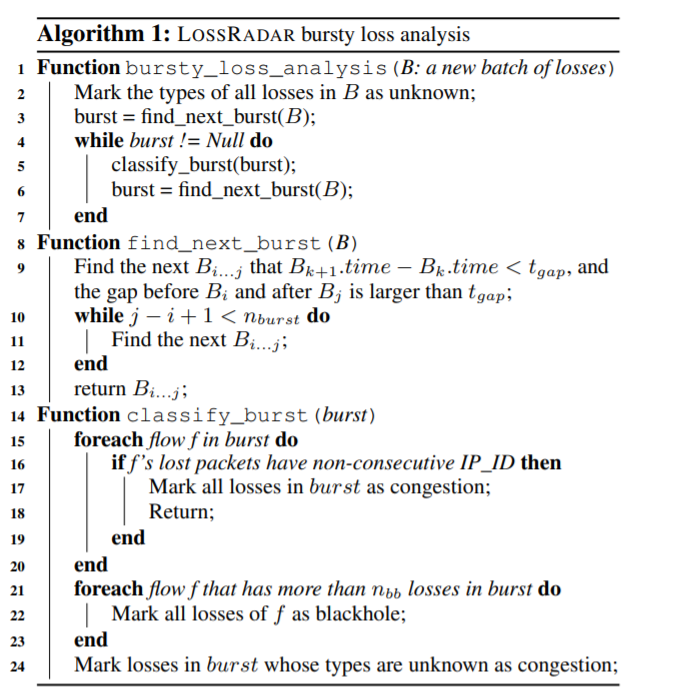 Algorithm 1: LOSSRADAR bursty loss analysis
1 Function bursty_loss_analysis (B: a new batch of losses)
2 Mark the types of all losses in B as unknown;
3 burst = find_next_burst(B);
4 while burst != Null do
5 classify_burst(burst);
6 burst = find_next_burst(B);
7 end
8 Function find_next_burst (B)
9 Find the next B_{i...j} that B_{k+1}.time − B_k.time < t_{gap}, and
the gap before B_i and after B_j is larger than t_{gap};
10 while j − i + 1 < n_{burst} do
11 Find the next B_{i...j};
12 end
13 return B_{i...j};
14 Function classify_burst (burst)
15 foreach flow f in burst do
16 if f's lost packets have non-consecutive IP_ID then
17 Mark all losses in burst as congestion;
18 Return;
19 end
20 end
21 foreach flow f that has more than n_{bb} losses in burst do
22 Mark all losses of f as blackhole;
23 end
24 Mark losses in burst whose types are unknown as congestion;